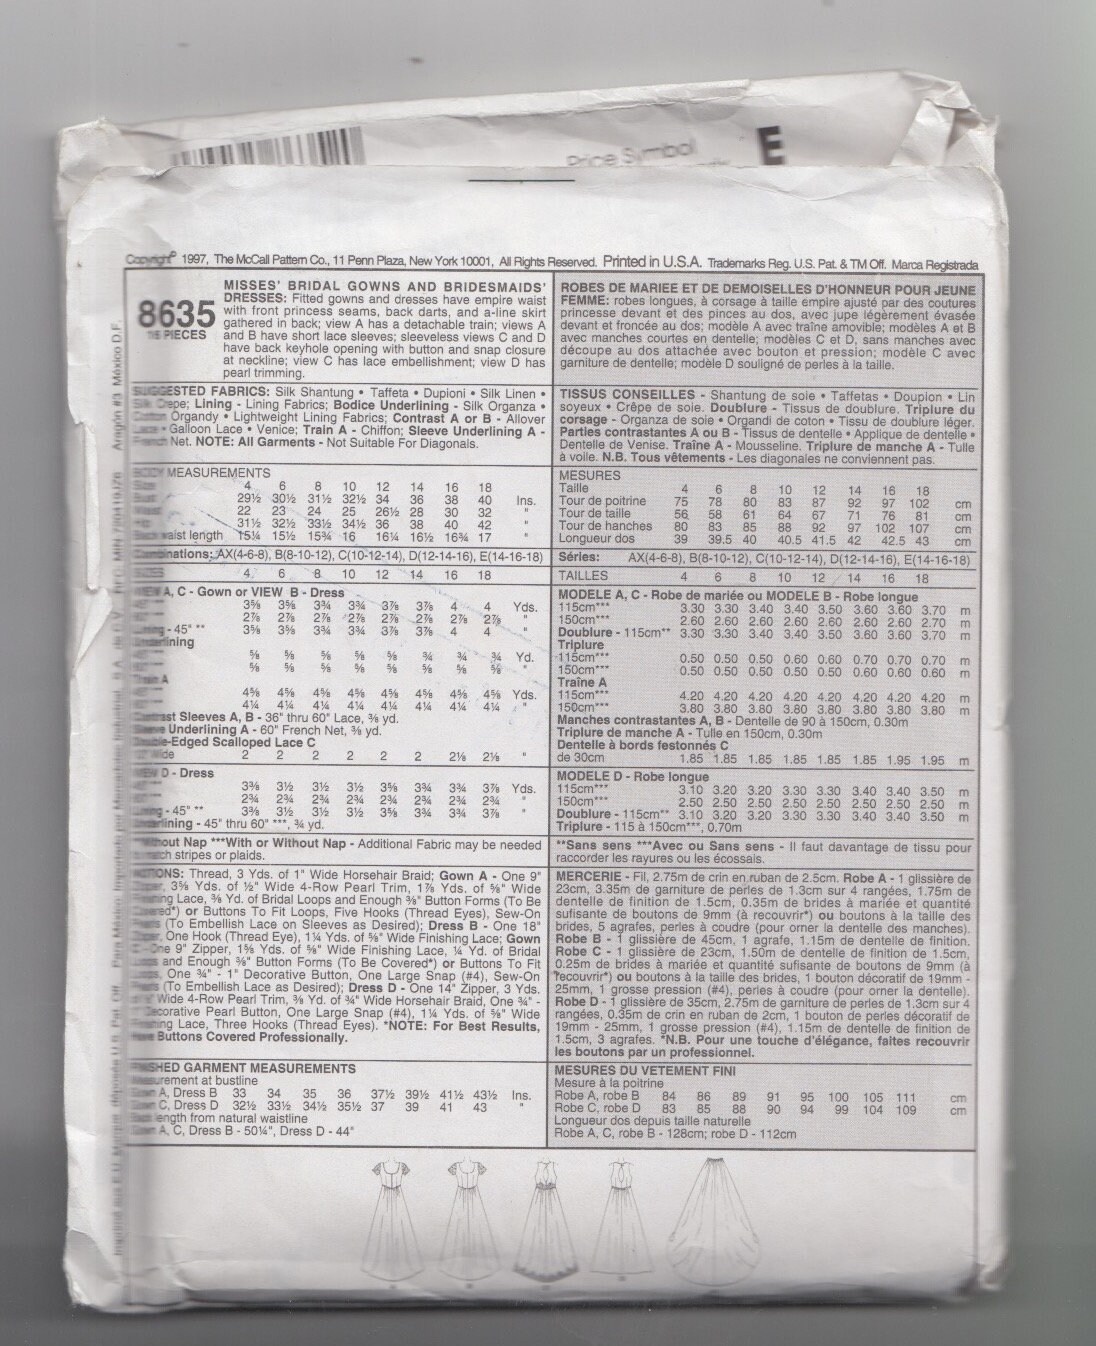 Price Symbol
E
Copyright© 1997, The McCall Pattern Co., 11 Penn Plaza, New York 10001, All Rights Reserved. Printed in U.S.A. Trademarks Reg. U.S. Pat. & TM Off. Marca Registrada
8635
PIECES
MISSES' BRIDAL GOWNS AND BRIDESMAIDS'
DRESSES: Fitted gowns and dresses have empire waist
with front princess seams, back darts, and a-line skirt
gathered in back; view A has a detachable train; views A
and B have short lace sleeves; sleeveless views C and D
have back keyhole opening with button and snap closure
at neckline; view C has lace embellishment; view D has
pearl trimming.
SUGGESTED FABRICS: Silk Shantung • Taffeta • Dupioni • Silk Linen •
Silk Crepe; Lining - Lining Fabrics; Bodice Underlining - Silk Organza •
Cotton Organdy • Lightweight Lining Fabrics; Contrast A or B - Allover
Lace • Galloon Lace • Venice; Train A - Chiffon; Sleeve Underlining A -
French Net. NOTE: All Garments - Not Suitable For Diagonals.
BODY MEASUREMENTS
Size 4 6 8 10 12 14 16 18
Bust 29½ 30½ 31½ 32½ 34 36 38 40 Ins.
Waist 22 23 24 25 26½ 28 30 32 "
Hip 31½ 32½ 33½ 34½ 36 38 40 42 "
Back waist length 15¼ 15½ 15¾ 16 16¼ 16½ 16¾ 17 "
Combinations: AX(4-6-8), B(8-10-12), C(10-12-14), D(12-14-16), E(14-16-18)
SIZES 4 6 8 10 12 14 16 18
VIEW A, C - Gown or VIEW B - Dress
45" *** 3⅝ 3⅝ 3¾ 3¾ 3⅞ 3⅞ 4 4 Yds.
60" *** 2⅞ 2⅞ 2⅞ 2⅞ 2⅞ 2⅞ 2⅞ 2⅞ "
Lining - 45" ** 3⅝ 3⅝ 3¾ 3¾ 3⅞ 3⅞ 4 4 "
Underlining
45" *** ⅝ ⅝ ⅝ ⅝ ⅝ ¾ ¾ ¾ Yd.
60" *** ⅝ ⅝ ⅝ ⅝ ⅝ ⅝ ⅝ ⅝ "
Train A
45" *** 4⅝ 4⅝ 4⅝ 4⅝ 4⅝ 4⅝ 4⅝ 4⅝ Yds.
60" *** 4¼ 4¼ 4¼ 4¼ 4¼ 4¼ 4¼ 4¼ "
Contrast Sleeves A, B - 36" thru 60" Lace, ⅜ yd.
Sleeve Underlining A - 60" French Net, ⅜ yd.
Double-Edged Scalloped Lace C
12" Wide 2 2 2 2 2 2 2⅛ 2⅛ "
VIEW D - Dress
45" *** 3⅜ 3½ 3½ 3½ 3⅝ 3¾ 3¾ 3⅞ Yds.
60" *** 2¾ 2¾ 2¾ 2¾ 2¾ 2¾ 2¾ 2¾ "
Lining - 45" ** 3⅜ 3½ 3½ 3½ 3⅝ 3¾ 3¾ 3⅞ "
Underlining - 45" thru 60" ***, ¾ yd.
**Without Nap ***With or Without Nap - Additional Fabric may be needed
to match stripes or plaids.
NOTIONS: Thread, 3 Yds. of 1" Wide Horsehair Braid; Gown A - One 9"
Zipper, 3⅝ Yds. of ½" Wide 4-Row Pearl Trim, 1⅞ Yds. of ⅝" Wide
Finishing Lace, ⅜ Yd. of Bridal Loops and Enough ⅜" Button Forms (To Be
Covered*) or Buttons To Fit Loops, Five Hooks (Thread Eyes), Sew-On
Pearls (To Embellish Lace on Sleeves as Desired); Dress B - One 18"
Zipper, One Hook (Thread Eye), 1¼ Yds. of ⅝" Wide Finishing Lace; Gown
C - One 9" Zipper, 1⅝ Yds. of ⅝" Wide Finishing Lace, ¼ Yd. of Bridal
Loops and Enough ⅜" Button Forms (To Be Covered*) or Buttons To Fit
Loops, One ¾" - 1" Decorative Button, One Large Snap (#4), Sew-On
Pearls (To Embellish Lace as Desired); Dress D - One 14" Zipper, 3 Yds.
of ½" Wide 4-Row Pearl Trim, ⅜ Yd. of ¾" Wide Horsehair Braid, One ¾" -
1" Decorative Pearl Button, One Large Snap (#4), 1¼ Yds. of ⅝" Wide
Finishing Lace, Three Hooks (Thread Eyes). *NOTE: For Best Results,
Have Buttons Covered Professionally.
FINISHED GARMENT MEASUREMENTS
Measurement at bustline
Gown A, Dress B 33 34 35 36 37½ 39½ 41½ 43½ Ins.
Gown C, Dress D 32½ 33½ 34½ 35½ 37 39 41 43 "
Back length from natural waistline
Gown A, C, Dress B - 50¼", Dress D - 44"
ROBES DE MARIEE ET DE DEMOISELLES D'HONNEUR POUR JEUNE
FEMME: robes longues, à corsage à taille empire ajusté par des coutures
princesse devant et des pinces au dos, avec jupe légèrement évasée
devant et froncée au dos; modèle A avec traîne amovible; modèles A et B
avec manches courtes en dentelle; modèles C et D, sans manches avec
découpe au dos attachée avec bouton et pression; modèle C avec
garniture de dentelle; modèle D souligné de perles à la taille.
TISSUS CONSEILLES - Shantung de soie • Taffetas • Doupion • Lin
soyeux • Crêpe de soie. Doublure - Tissus de doublure. Triplure du
corsage - Organza de soie • Organdi de coton • Tissu de doublure léger.
Parties contrastantes A ou B - Tissus de dentelle • Applique de dentelle •
Dentelle de Venise. Traîne A - Mousseline. Triplure de manche A - Tulle
à voile. N.B. Tous vêtements - Les diagonales ne conviennent pas.
MESURES
Taille 4 6 8 10 12 14 16 18
Tour de poitrine 75 78 80 83 87 92 97 102 cm
Tour de taille 56 58 61 64 67 71 76 81 cm
Tour de hanches 80 83 85 88 92 97 102 107 cm
Longueur dos 39 39.5 40 40.5 41.5 42 42.5 43 cm
Séries: AX(4-6-8), B(8-10-12), C(10-12-14), D(12-14-16), E(14-16-18)
TAILLES 4 6 8 10 12 14 16 18
MODELE A, C - Robe de mariée ou MODELE B - Robe longue
115cm*** 3.30 3.30 3.40 3.40 3.50 3.60 3.60 3.70 m
150cm*** 2.60 2.60 2.60 2.60 2.60 2.60 2.60 2.70 m
Doublure - 115cm** 3.30 3.30 3.40 3.40 3.50 3.60 3.60 3.70 m
Triplure
115cm*** 0.50 0.50 0.50 0.60 0.60 0.70 0.70 0.70 m
150cm*** 0.50 0.50 0.50 0.50 0.50 0.60 0.60 0.60 m
Traîne A
115cm*** 4.20 4.20 4.20 4.20 4.20 4.20 4.20 4.20 m
150cm*** 3.80 3.80 3.80 3.80 3.80 3.80 3.80 3.80 m
Manches contrastantes A, B - Dentelle de 90 à 150cm, 0.30m
Triplure de manche A - Tulle en 150cm, 0.30m
Dentelle à bords festonnés C
de 30cm 1.85 1.85 1.85 1.85 1.85 1.85 1.95 1.95 m
MODELE D - Robe longue
115cm*** 3.10 3.20 3.20 3.30 3.30 3.40 3.40 3.50 m
150cm*** 2.50 2.50 2.50 2.50 2.50 2.50 2.50 2.50 m
Doublure - 115cm** 3.10 3.20 3.20 3.30 3.30 3.40 3.40 3.50 m
Triplure - 115 à 150cm***, 0.70m
**Sans sens ***Avec ou Sans sens - Il faut davantage de tissu pour
raccorder les rayures ou les écossais.
MERCERIE - Fil, 2.75m de crin en ruban de 2.5cm. Robe A - 1 glissière de
23cm, 3.35m de garniture de perles de 1.3cm sur 4 rangées, 1.75m de
dentelle de finition de 1.5cm, 0.35m de brides à mariée et quantité
sufisante de boutons de 9mm (à recouvrir*) ou boutons à la taille des
brides, 5 agrafes, perles à coudre (pour orner la dentelle des manches).
Robe B - 1 glissière de 45cm, 1 agrafe, 1.15m de dentelle de finition.
Robe C - 1 glissière de 23cm, 1.50m de dentelle de finition de 1.5cm,
0.25m de brides à mariée et quantité sufisante de boutons de 9mm (à
recouvrir*) ou boutons à la taille des brides, 1 bouton décoratif de 19mm -
25mm, 1 grosse pression (#4), perles à coudre (pour orner la dentelle).
Robe D - 1 glissière de 35cm, 2.75m de garniture de perles de 1.3cm sur 4
rangées, 0.35m de crin en ruban de 2cm, 1 bouton de perles décoratif de
19mm - 25mm, 1 grosse pression (#4), 1.15m de dentelle de finition de
1.5cm, 3 agrafes. *N.B. Pour une touche d'élégance, faites recouvrir
les boutons par un professionnel.
MESURES DU VETEMENT FINI
Mesure à la poitrine
Robe A, robe B 84 86 89 91 95 100 105 111 cm
Robe C, robe D 83 85 88 90 94 99 104 109 cm
Longueur dos depuis taille naturelle
Robe A, C, robe B - 128cm; robe D - 112cm
A
B
C
D